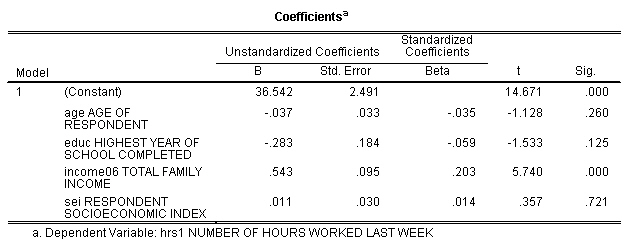 Coefficientsa
Model Unstandardized Coefficients Standardized Coefficients t Sig.
B Std. Error Beta
1 (Constant) 36.542 2.491 14.671 .000
age AGE OF RESPONDENT -.037 .033 -.035 -1.128 .260
educ HIGHEST YEAR OF SCHOOL COMPLETED -.283 .184 -.059 -1.533 .125
income06 TOTAL FAMILY INCOME .543 .095 .203 5.740 .000
sei RESPONDENT SOCIOECONOMIC INDEX .011 .030 .014 .357 .721
a. Dependent Variable: hrs1 NUMBER OF HOURS WORKED LAST WEEK